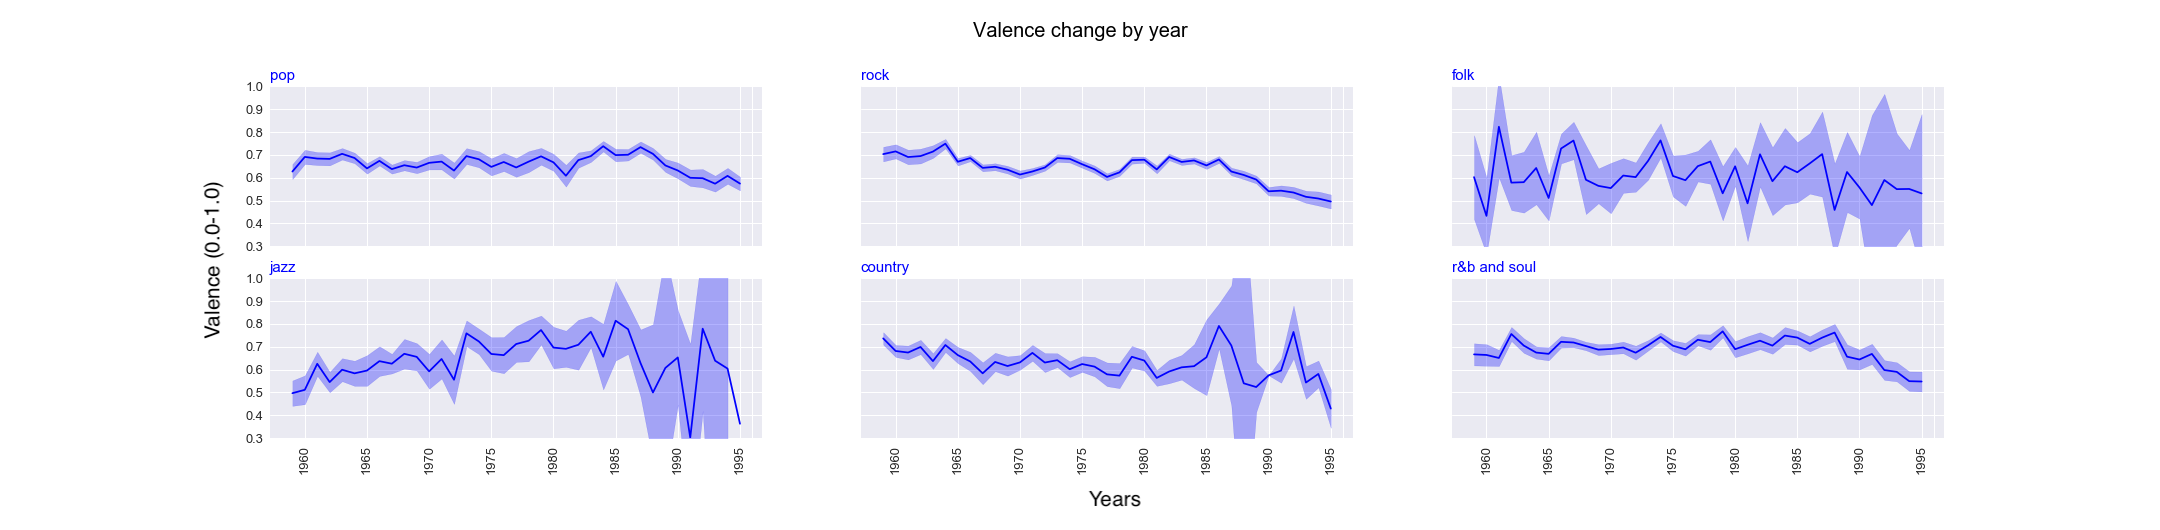 Valence change by year
pop
rock
folk
1.0
0.9
0.8
0.7
0.6
0.5
0.4
0.3
Valence (0.0-1.0)
jazz
country
r&b and soul
1.0
0.9
0.8
0.7
0.6
0.5
0.4
0.3
1960 1965 1970 1975 1980 1985 1990 1995
1960 1965 1970 1975 1980 1985 1990 1995
1960 1965 1970 1975 1980 1985 1990 1995
Years